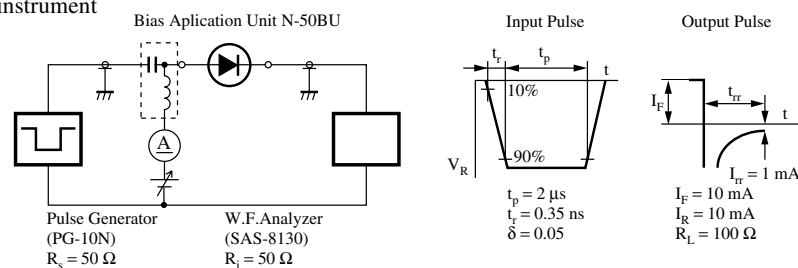 instrument
Bias Aplication Unit N-50BU
A
Pulse Generator
(PG-10N)
R_s = 50 Ω
W.F.Analyzer
(SAS-8130)
R_i = 50 Ω
Input Pulse
t_r
t_p
t
10%
90%
V_R
t_p = 2 µs
t_r = 0.35 ns
δ = 0.05
Output Pulse
I_F
t_rr
t
I_rr = 1 mA
I_F = 10 mA
I_R = 10 mA
R_L = 100 Ω